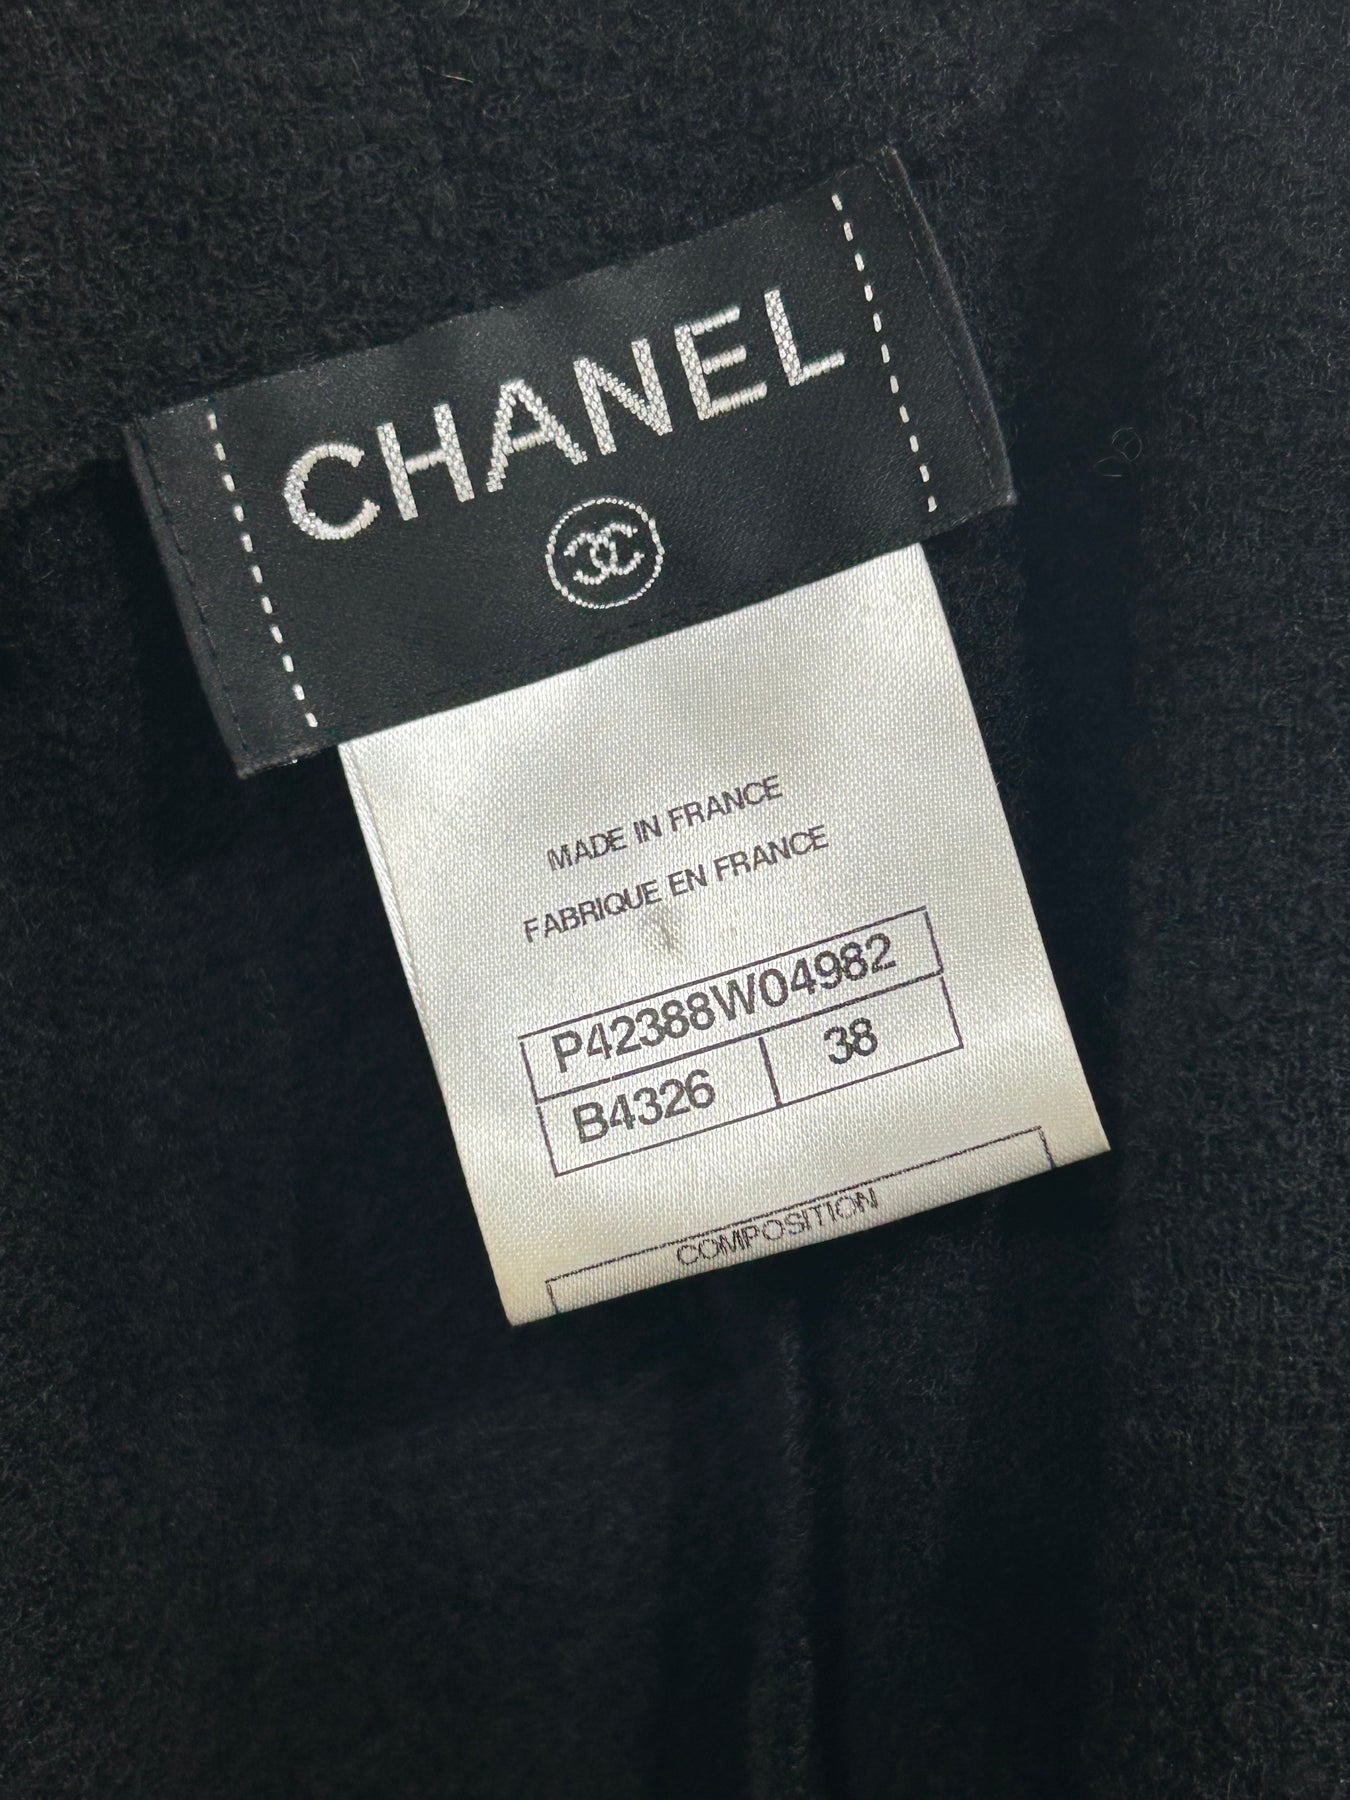 CHANEL
MADE IN FRANCE
FABRIQUE EN FRANCE
P42388W04982
B4326 38
COMPOSITION